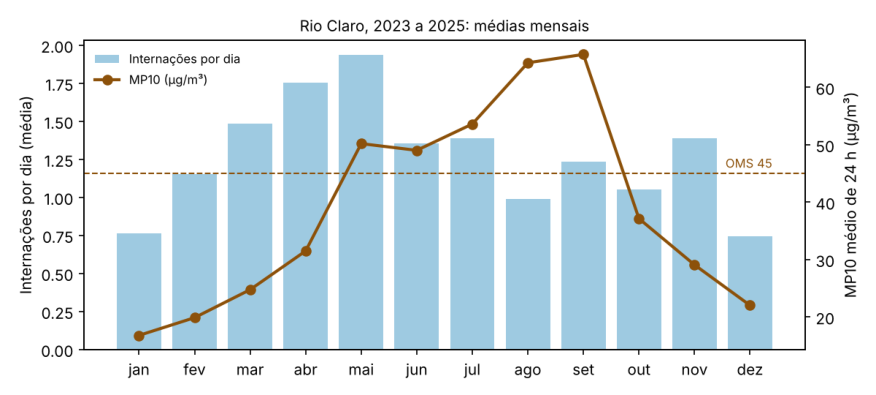 Rio Claro, 2023 a 2025: médias mensais
Internações por dia
MP10 (µg/m³)
OMS 45
Internações por dia (média)
2.00
1.75
1.50
1.25
1.00
0.75
0.50
0.25
0.00
MP10 médio de 24 h (µg/m³)
60
50
40
30
20
jan fev mar abr mai jun jul ago set out nov dez